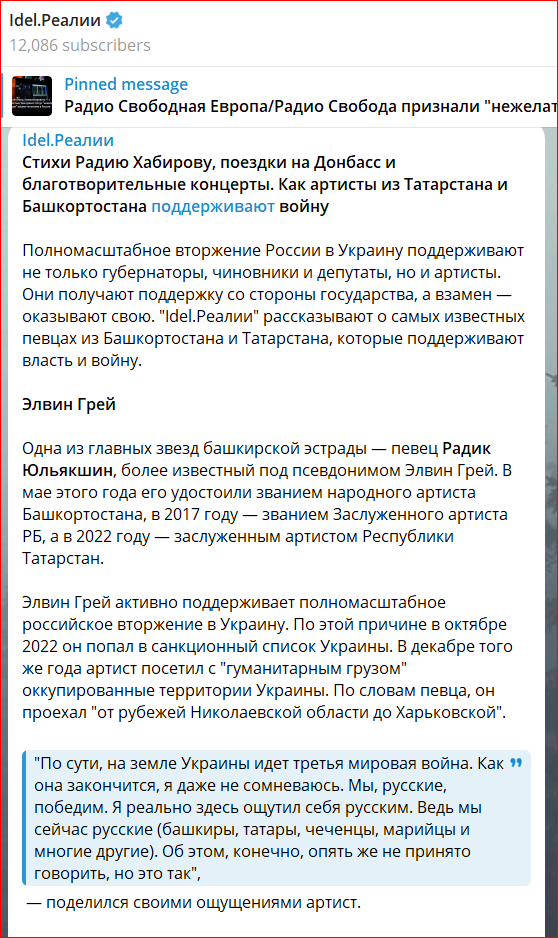 Idel.Реалии
12,086 subscribers
Pinned message
Радио Свободная Европа/Радио Свобода признали "нежелат
Idel.Реалии
Стихи Радию Хабирову, поездки на Донбасс и
благотворительные концерты. Как артисты из Татарстана и
Башкортостана поддерживают войну
Полномасштабное вторжение России в Украину поддерживают
не только губернаторы, чиновники и депутаты, но и артисты.
Они получают поддержку со стороны государства, а взамен —
оказывают свою. "Idel.Реалии" рассказывают о самых известных
певцах из Башкортостана и Татарстана, которые поддерживают
власть и войну.
Элвин Грей
Одна из главных звезд башкирской эстрады — певец Радик
Юльякшин, более известный под псевдонимом Элвин Грей. В
мае этого года его удостоили званием народного артиста
Башкортостана, в 2017 году — званием Заслуженного артиста
РБ, а в 2022 году — заслуженным артистом Республики
Татарстан.
Элвин Грей активно поддерживает полномасштабное
российское вторжение в Украину. По этой причине в октябре
2022 он попал в санкционный список Украины. В декабре того
же года артист посетил с "гуманитарным грузом"
оккупированные территории Украины. По словам певца, он
проехал "от рубежей Николаевской области до Харьковской".
"По сути, на земле Украины идет третья мировая война. Как
она закончится, я даже не сомневаюсь. Мы, русские,
победим. Я реально здесь ощутил себя русским. Ведь мы
сейчас русские (башкиры, татары, чеченцы, марийцы и
многие другие). Об этом, конечно, опять же не принято
говорить, но это так",
— поделился своими ощущениями артист.